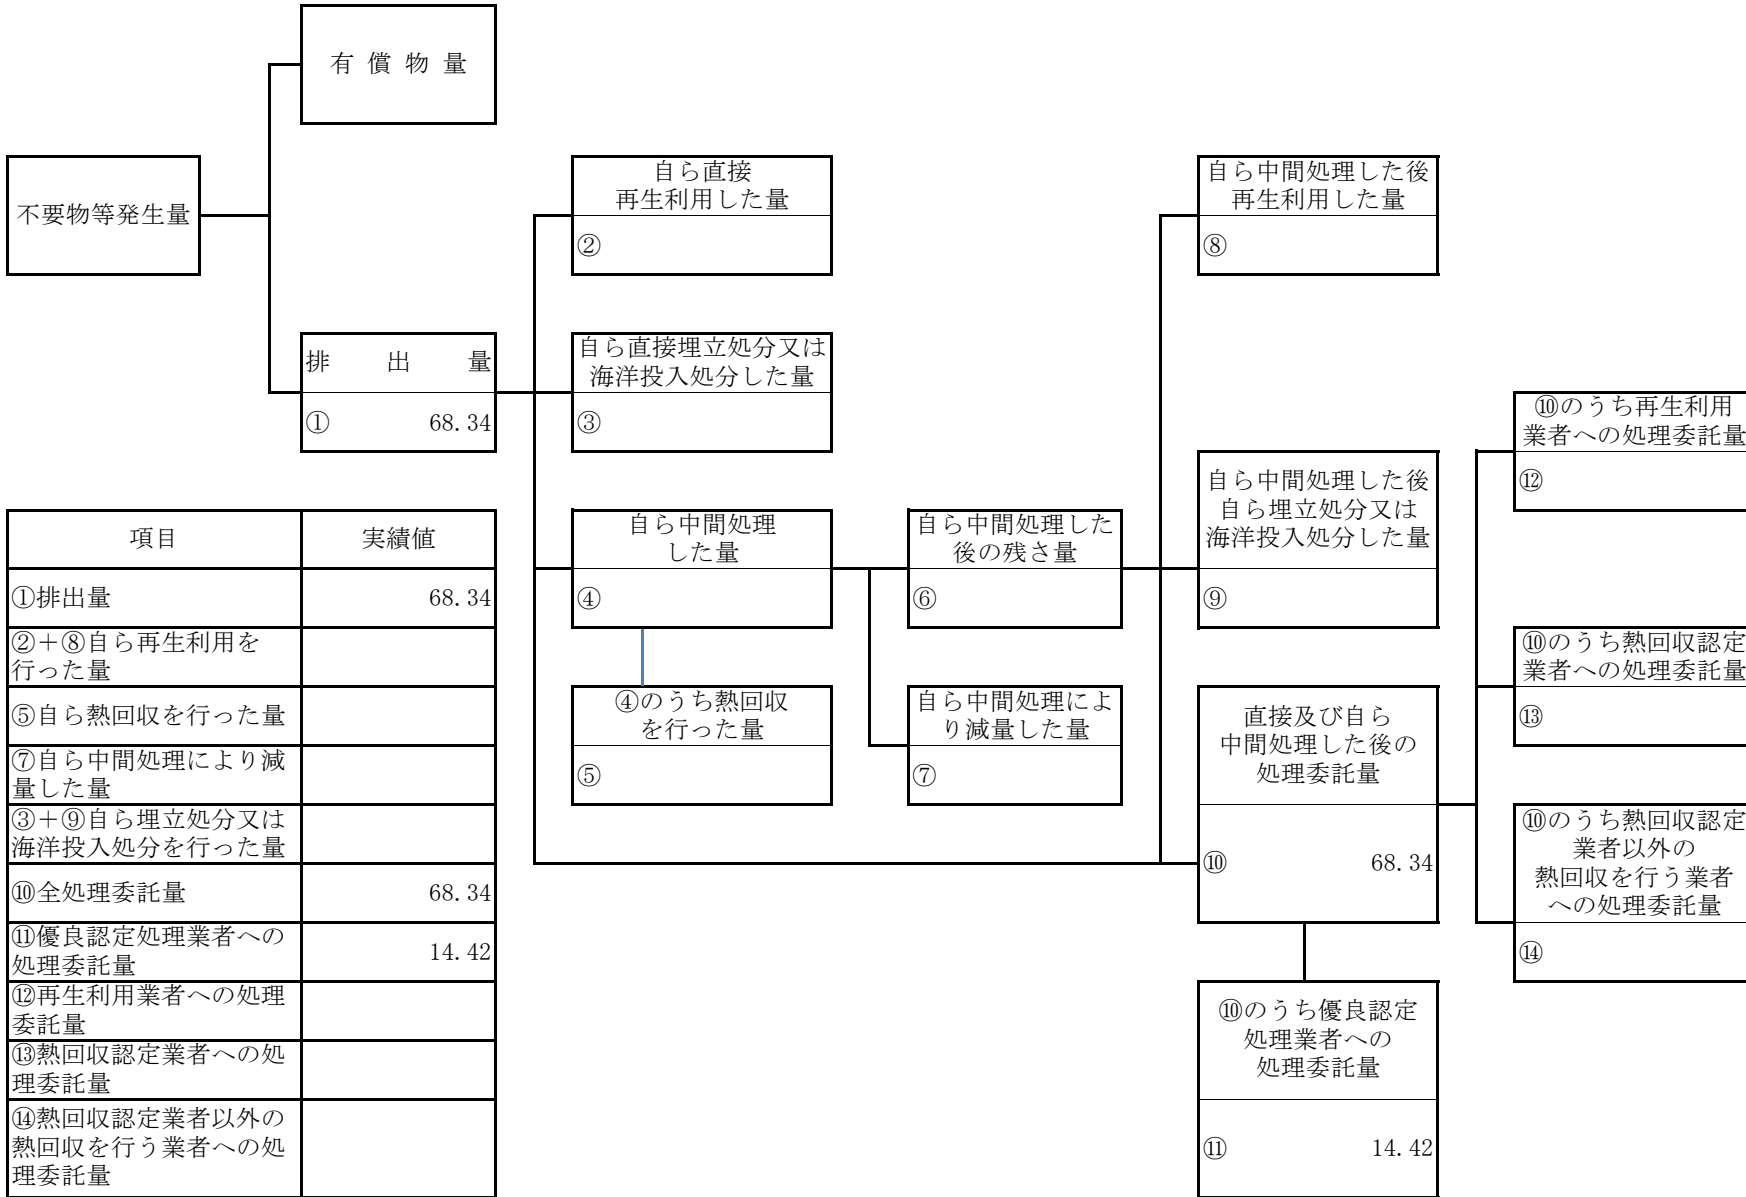 有償物量
不要物等発生量
自ら直接
再生利用した量
②
自ら中間処理した後
再生利用した量
⑧
排出量
① 68.34
自ら直接埋立処分又は
海洋投入処分した量
③
⑩のうち再生利用
業者への処理委託量
⑫
自ら中間処理
した量
④
自ら中間処理した
後の残さ量
⑥
自ら中間処理した後
自ら埋立処分又は
海洋投入処分した量
⑨
⑩のうち熱回収認定
業者への処理委託量
⑬
④のうち熱回収
を行った量
⑤
自ら中間処理によ
り減量した量
⑦
直接及び自ら
中間処理した後の
処理委託量
⑩ 68.34
⑩のうち熱回収認定
業者以外の
熱回収を行う業者
への処理委託量
⑭
⑩のうち優良認定
処理業者への
処理委託量
⑪ 14.42
項目 実績値
①排出量 68.34
②+⑧自ら再生利用を
行った量
⑤自ら熱回収を行った量
⑦自ら中間処理により減
量した量
③+⑨自ら埋立処分又は
海洋投入処分を行った量
⑩全処理委託量 68.34
⑪優良認定処理業者への
処理委託量 14.42
⑫再生利用業者への処理
委託量
⑬熱回収認定業者への処
理委託量
⑭熱回収認定業者以外の
熱回収を行う業者への処
理委託量